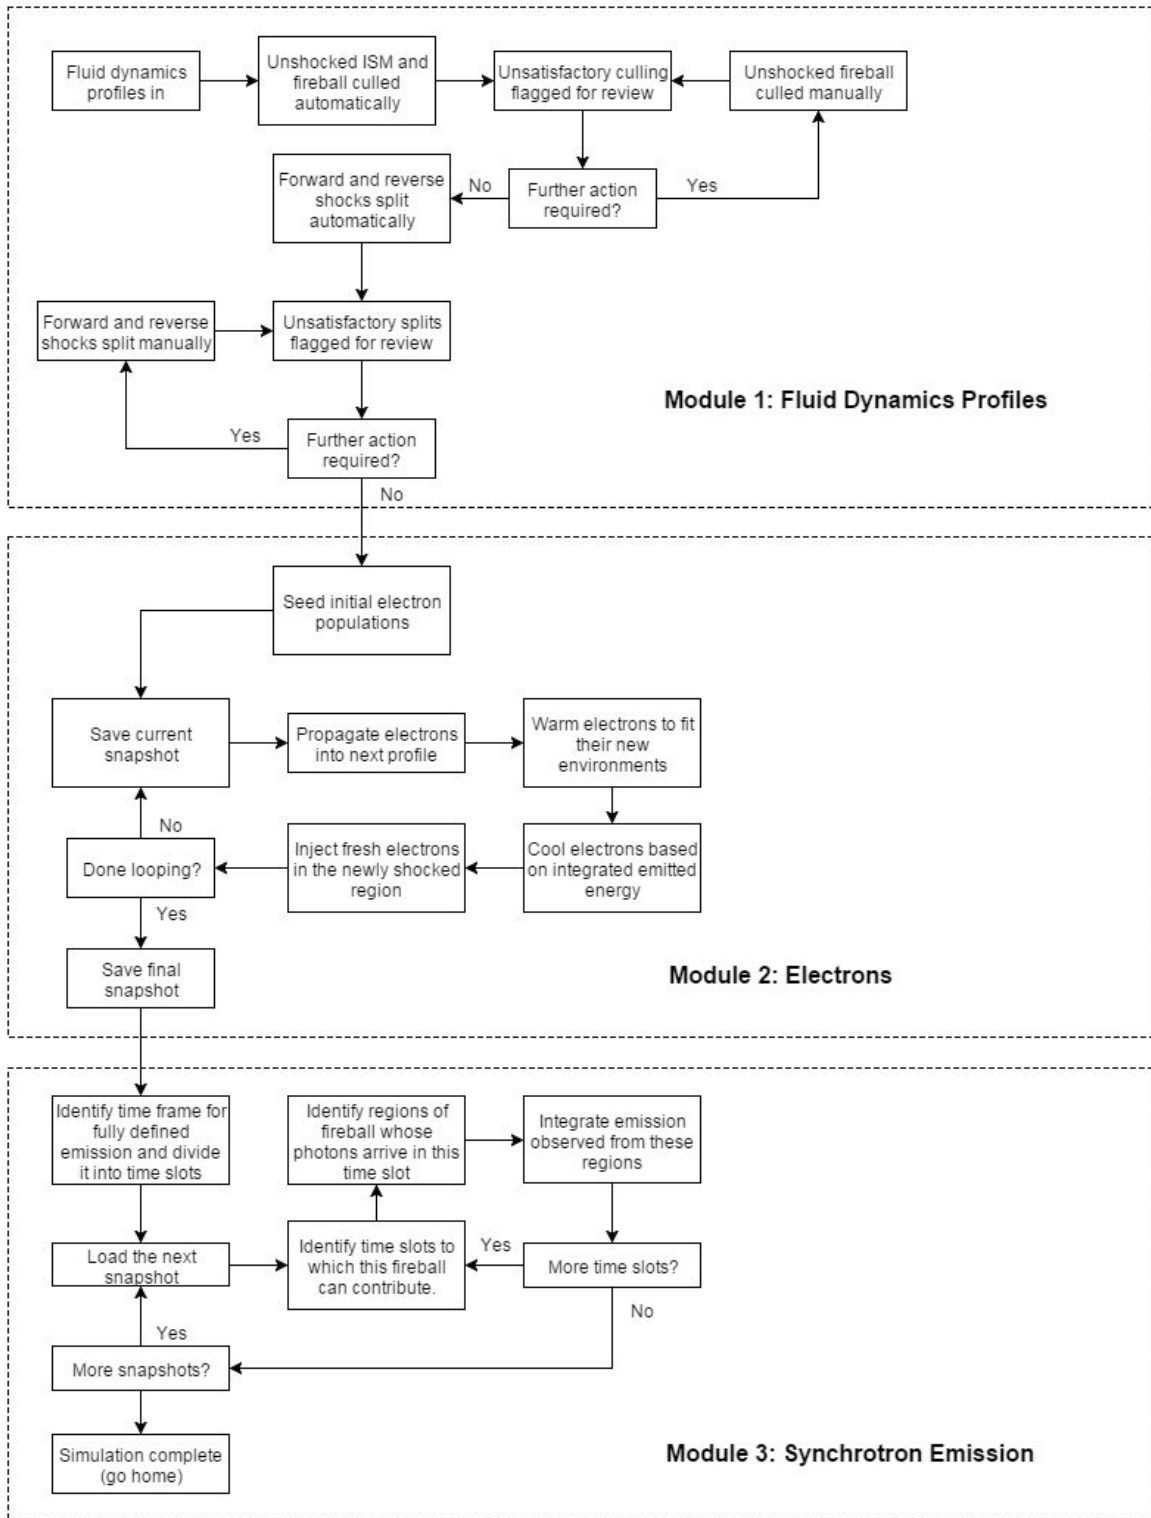 Fluid dynamics
profiles in
Unshocked ISM and
fireball culled
automatically
Unsatisfactory culling
flagged for review
Unshocked fireball
culled manually
Forward and reverse
shocks split
automatically
No
Further action
required?
Yes
Forward and reverse
shocks split manually
Unsatisfactory splits
flagged for review
Module 1: Fluid Dynamics Profiles
Yes
Further action
required?
No
Seed initial electron
populations
Save current
snapshot
Propagate electrons
into next profile
Warm electrons to fit
their new
environments
No
Done looping?
Inject fresh electrons
in the newly shocked
region
Cool electrons based
on integrated emitted
energy
Yes
Save final
snapshot
Module 2: Electrons
Identify time frame for
fully defined
emission and divide
it into time slots
Identify regions of
fireball whose
photons arrive in this
time slot
Integrate emission
observed from these
regions
Load the next
snapshot
Identify time slots to
which this fireball
can contribute.
Yes
More time slots?
No
Yes
More snapshots?
Simulation complete
(go home)
Module 3: Synchrotron Emission